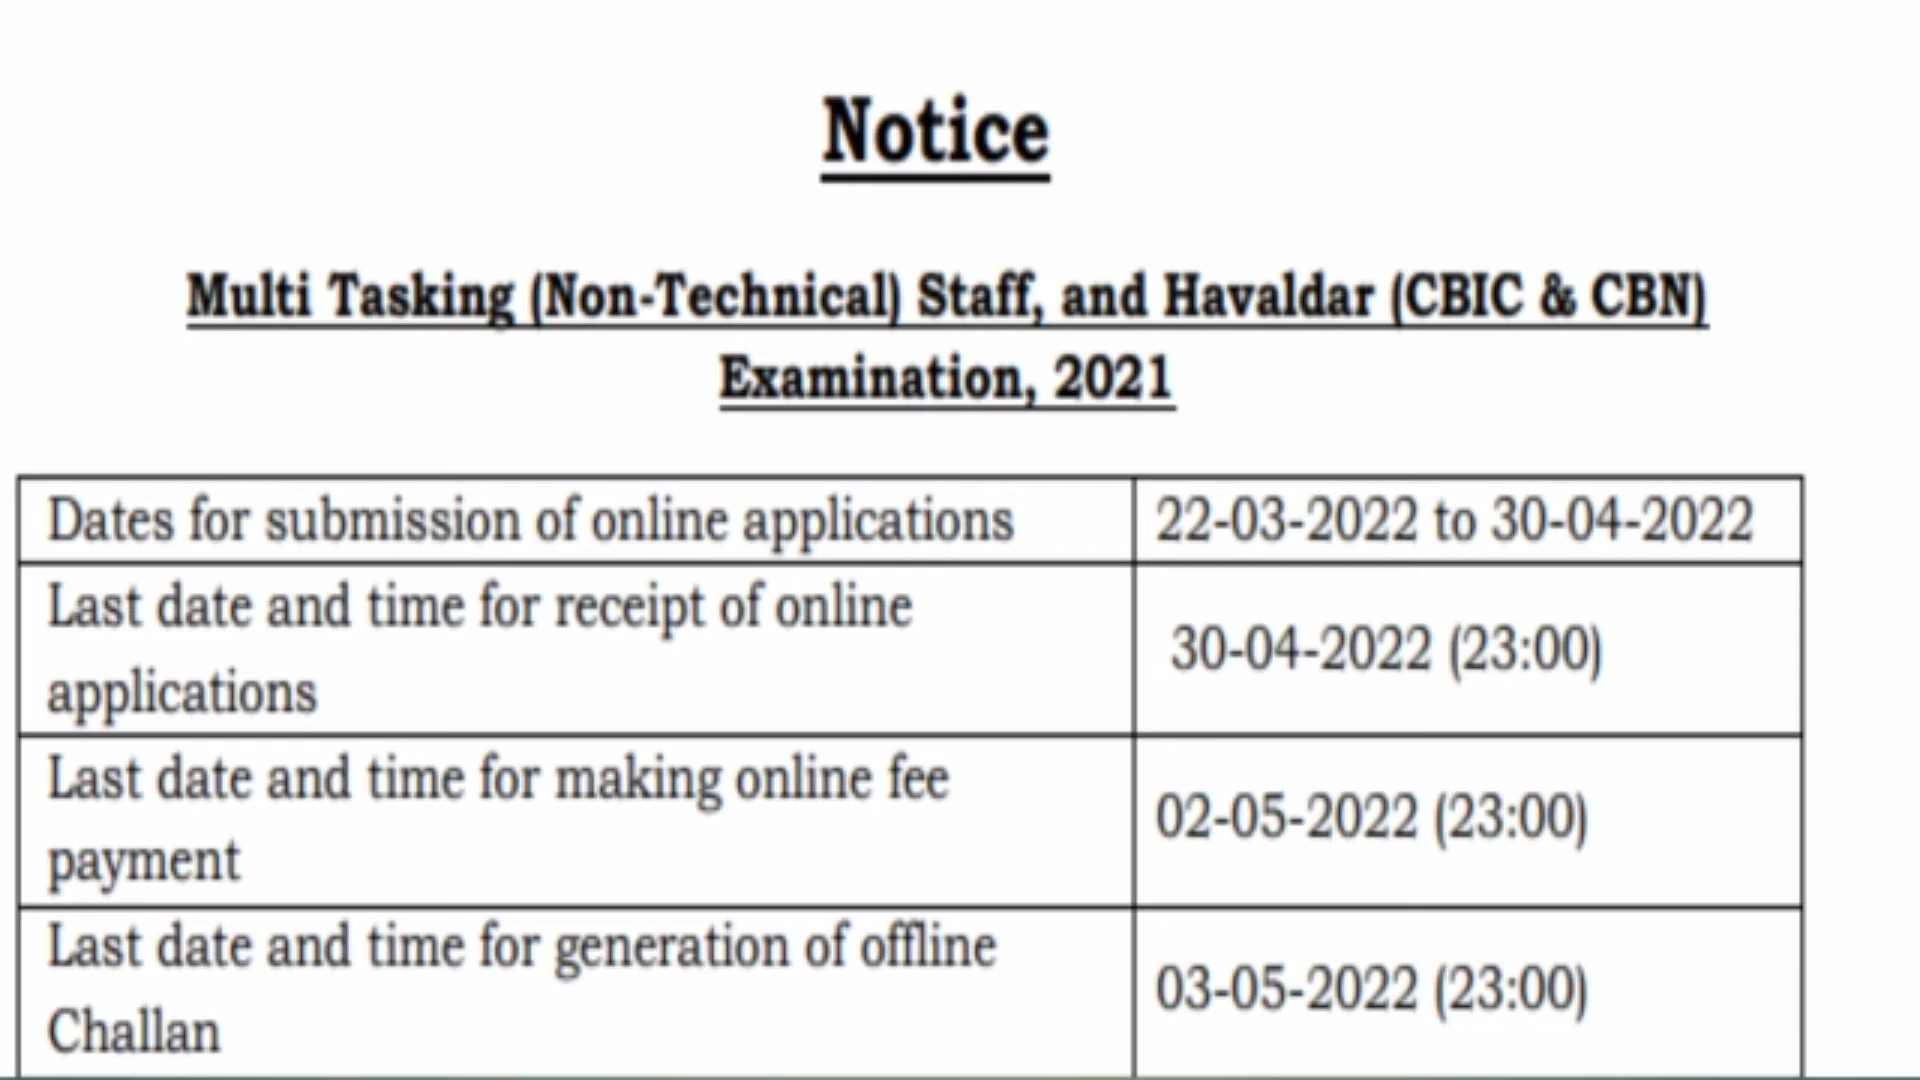 Notice
Multi Tasking (Non-Technical) Staff, and Havaldar (CBIC & CBN)
Examination, 2021
Dates for submission of online applications
22-03-2022 to 30-04-2022
Last date and time for receipt of online
applications
30-04-2022 (23:00)
Last date and time for making online fee
payment
02-05-2022 (23:00)
Last date and time for generation of offline
Challan
03-05-2022 (23:00)